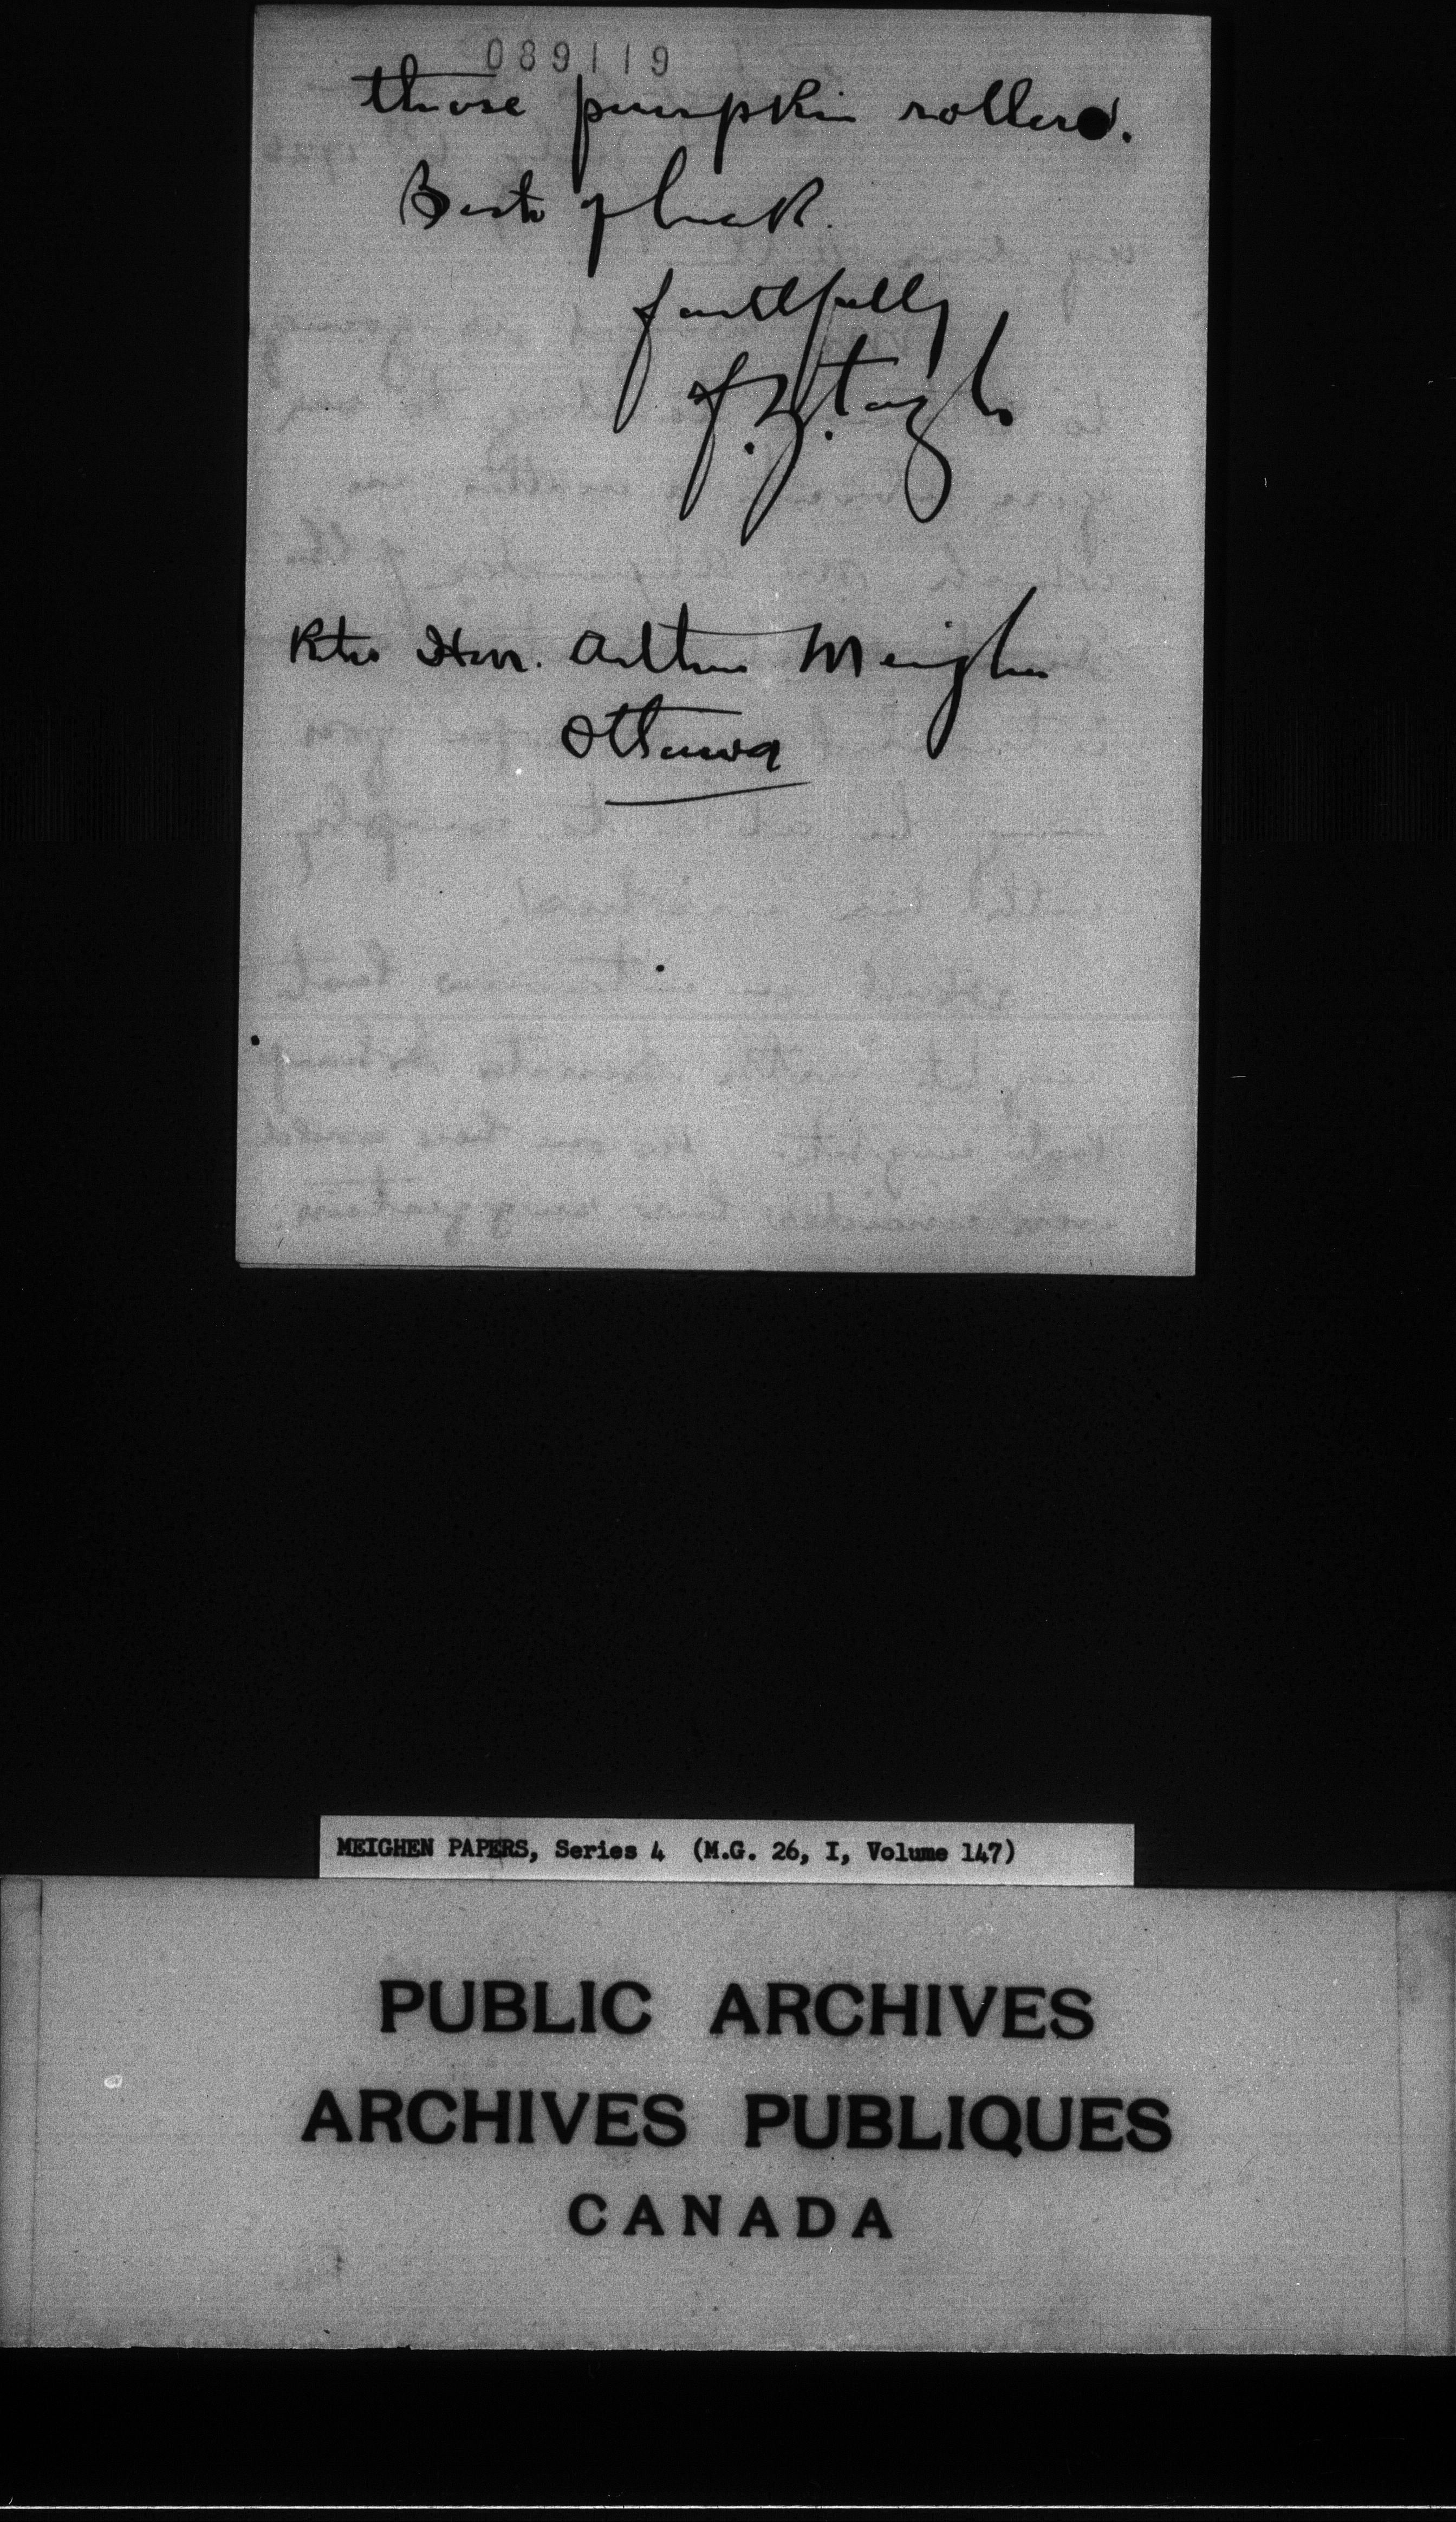 089119
those pumpkin rollers.
Best of luck.
faithfully
Rt. Hon. Arthur Meighen
Ottawa
MEIGHEN PAPERS, Series 4 (M.G. 26, I, Volume 147)
PUBLIC ARCHIVES
ARCHIVES PUBLIQUES
CANADA